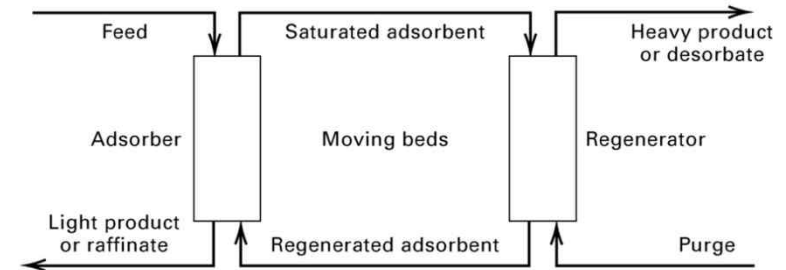 Feed
Saturated adsorbent
Heavy product
or desorbate
Adsorber
Moving beds
Regenerator
Light product
or raffinate
Regenerated adsorbent
Purge